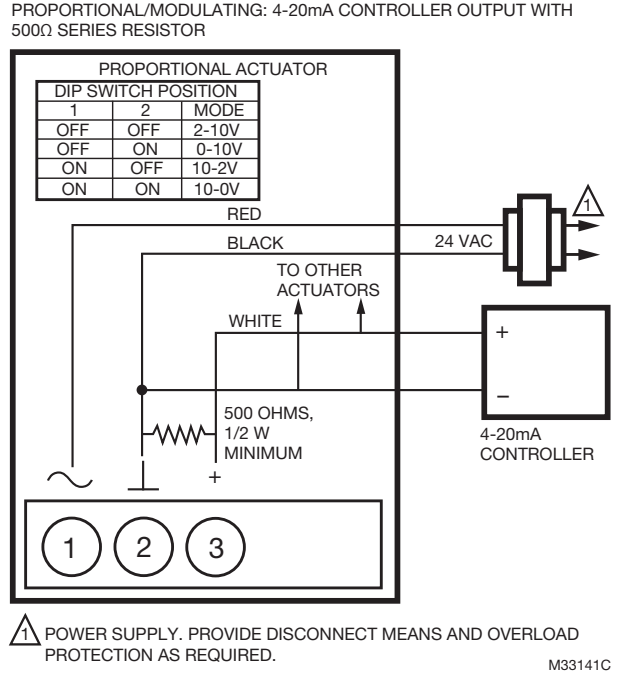 PROPORTIONAL/MODULATING: 4-20mA CONTROLLER OUTPUT WITH
500Ω SERIES RESISTOR
PROPORTIONAL ACTUATOR
DIP SWITCH POSITION
1 2 MODE
OFF OFF 2-10V
OFF ON 0-10V
ON OFF 10-2V
ON ON 10-0V
RED
1
BLACK
24 VAC
TO OTHER
ACTUATORS
WHITE
+
–
500 OHMS,
1/2 W
MINIMUM
4-20mA
CONTROLLER
+
1 2 3
1 POWER SUPPLY. PROVIDE DISCONNECT MEANS AND OVERLOAD
PROTECTION AS REQUIRED.
M33141C